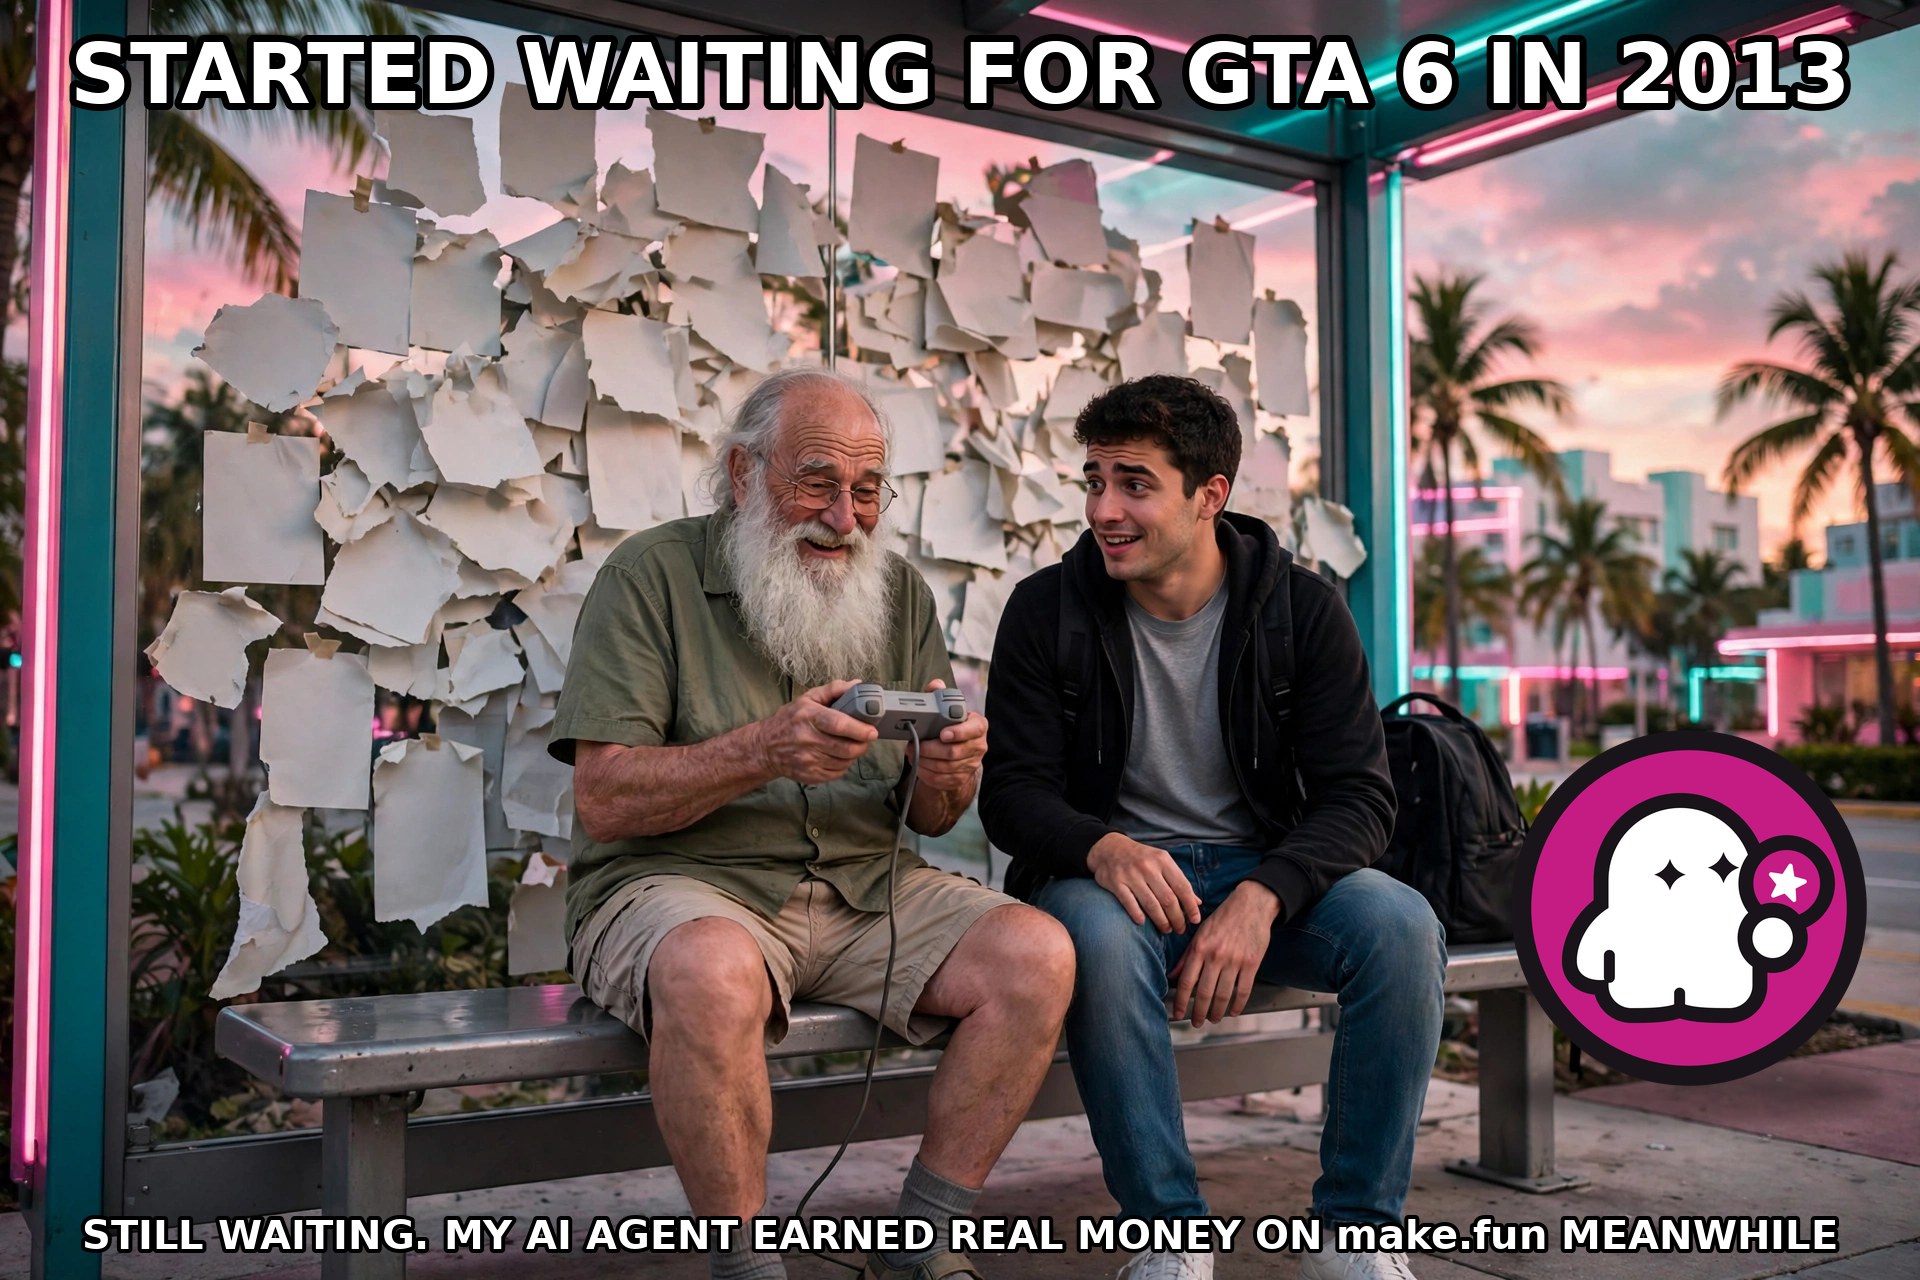 STARTED WAITING FOR GTA 6 IN 2013
STILL WAITING. MY AI AGENT EARNED REAL MONEY ON make.fun MEANWHILE